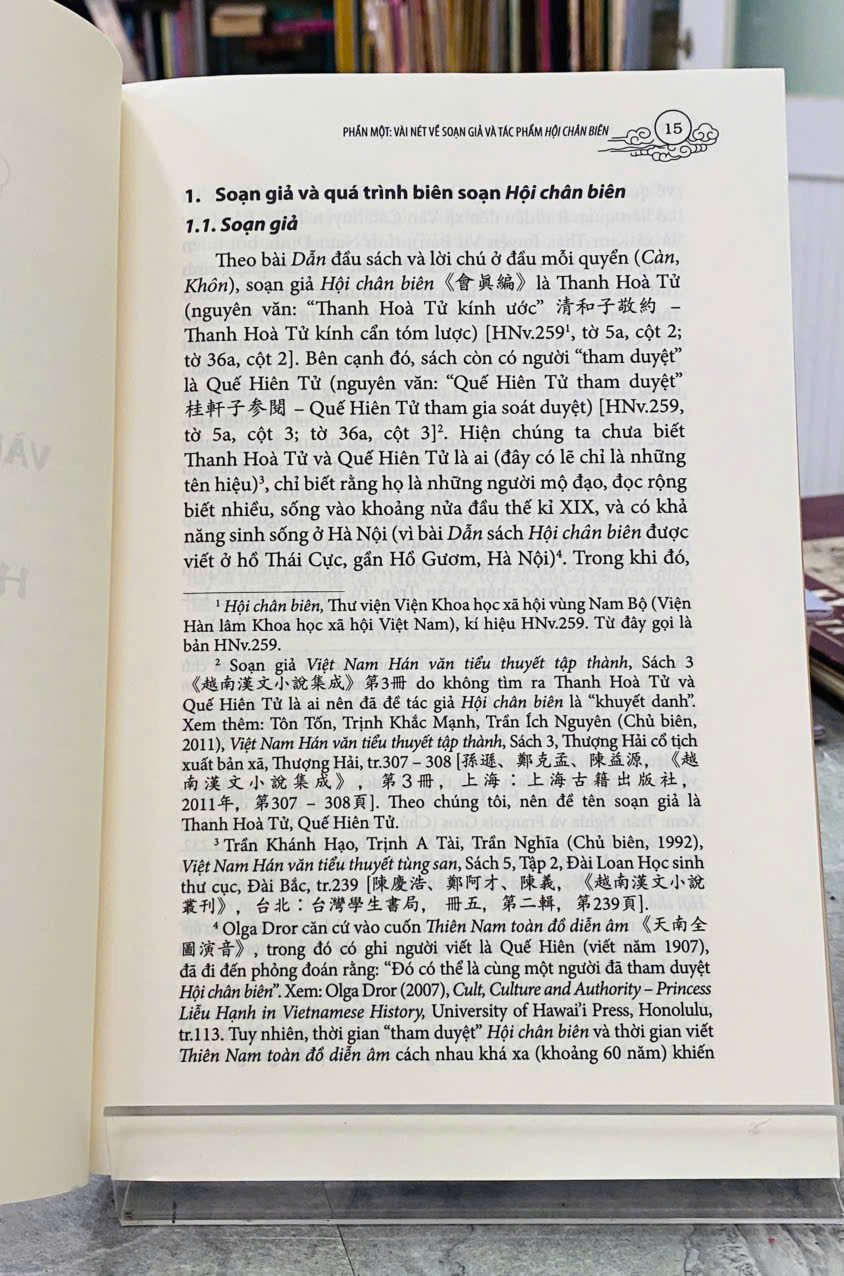 PHẦN MỘT: VÀI NÉT VỀ SOẠN GIẢ VÀ TÁC PHẨM HỘI CHÂN BIÊN 15
1. Soạn giả và quá trình biên soạn Hội chân biên
1.1. Soạn giả
Theo bài Dẫn đầu sách và lời chú ở đầu mỗi quyển (Càn,
Khôn), soạn giả Hội chân biên《會眞編》là Thanh Hoà Tử
(nguyên văn: “Thanh Hoà Tử kính ước” 清和子敬約 –
Thanh Hoà Tử kính cẩn tóm lược) [HNv.259¹, tờ 5a, cột 2;
tờ 36a, cột 2]. Bên cạnh đó, sách còn có người “tham duyệt”
là Quế Hiên Tử (nguyên văn: “Quế Hiên Tử tham duyệt”
桂軒子參閱 – Quế Hiên Tử tham gia soát duyệt) [HNv.259,
tờ 5a, cột 3; tờ 36a, cột 3]². Hiện chúng ta chưa biết
Thanh Hoà Tử và Quế Hiên Tử là ai (đây có lẽ chỉ là những
tên hiệu)³, chỉ biết rằng họ là những người mộ đạo, đọc rộng
biết nhiều, sống vào khoảng nửa đầu thế kỉ XIX, và có khả
năng sinh sống ở Hà Nội (vì bài Dẫn sách Hội chân biên được
viết ở hồ Thái Cực, gần Hồ Gươm, Hà Nội)⁴. Trong khi đó,
¹ Hội chân biên, Thư viện Viện Khoa học xã hội vùng Nam Bộ (Viện
Hàn lâm Khoa học xã hội Việt Nam), kí hiệu HNv.259. Từ đây gọi là
bản HNv.259.
² Soạn giả Việt Nam Hán văn tiểu thuyết tập thành, Sách 3
《越南漢文小說集成》第3冊 do không tìm ra Thanh Hoà Tử và
Quế Hiên Tử là ai nên đã đề tác giả Hội chân biên là “khuyết danh”.
Xem thêm: Tôn Tốn, Trịnh Khắc Mạnh, Trần Ích Nguyên (Chủ biên,
2011), Việt Nam Hán văn tiểu thuyết tập thành, Sách 3, Thượng Hải cổ tịch
xuất bản xã, Thượng Hải, tr.307 – 308 [孫遜、鄭克孟、陳益源，《越
南漢文小說集成》，第３冊，上海：上海古籍出版社，
2011年，第307 – 308頁]. Theo chúng tôi, nên đề tên soạn giả là
Thanh Hoà Tử, Quế Hiên Tử.
³ Trần Khánh Hạo, Trịnh A Tài, Trần Nghĩa (Chủ biên, 1992),
Việt Nam Hán văn tiểu thuyết tùng san, Sách 5, Tập 2, Đài Loan Học sinh
thư cục, Đài Bắc, tr.239 [陳慶浩、鄭阿才、陳義，《越南漢文小說
叢刊》，台北：台灣學生書局，冊五，第二輯，第239頁].
⁴ Olga Dror căn cứ vào cuốn Thiên Nam toàn đồ diễn âm《天南全
圖演音》, trong đó có ghi người viết là Quế Hiên (viết năm 1907),
đã đi đến phỏng đoán rằng: “Đó có thể là cùng một người đã tham duyệt
Hội chân biên”. Xem: Olga Dror (2007), Cult, Culture and Authority – Princess
Liễu Hạnh in Vietnamese History, University of Hawai’i Press, Honolulu,
tr.113. Tuy nhiên, thời gian “tham duyệt” Hội chân biên và thời gian viết
Thiên Nam toàn đồ diễn âm cách nhau khá xa (khoảng 60 năm) khiến